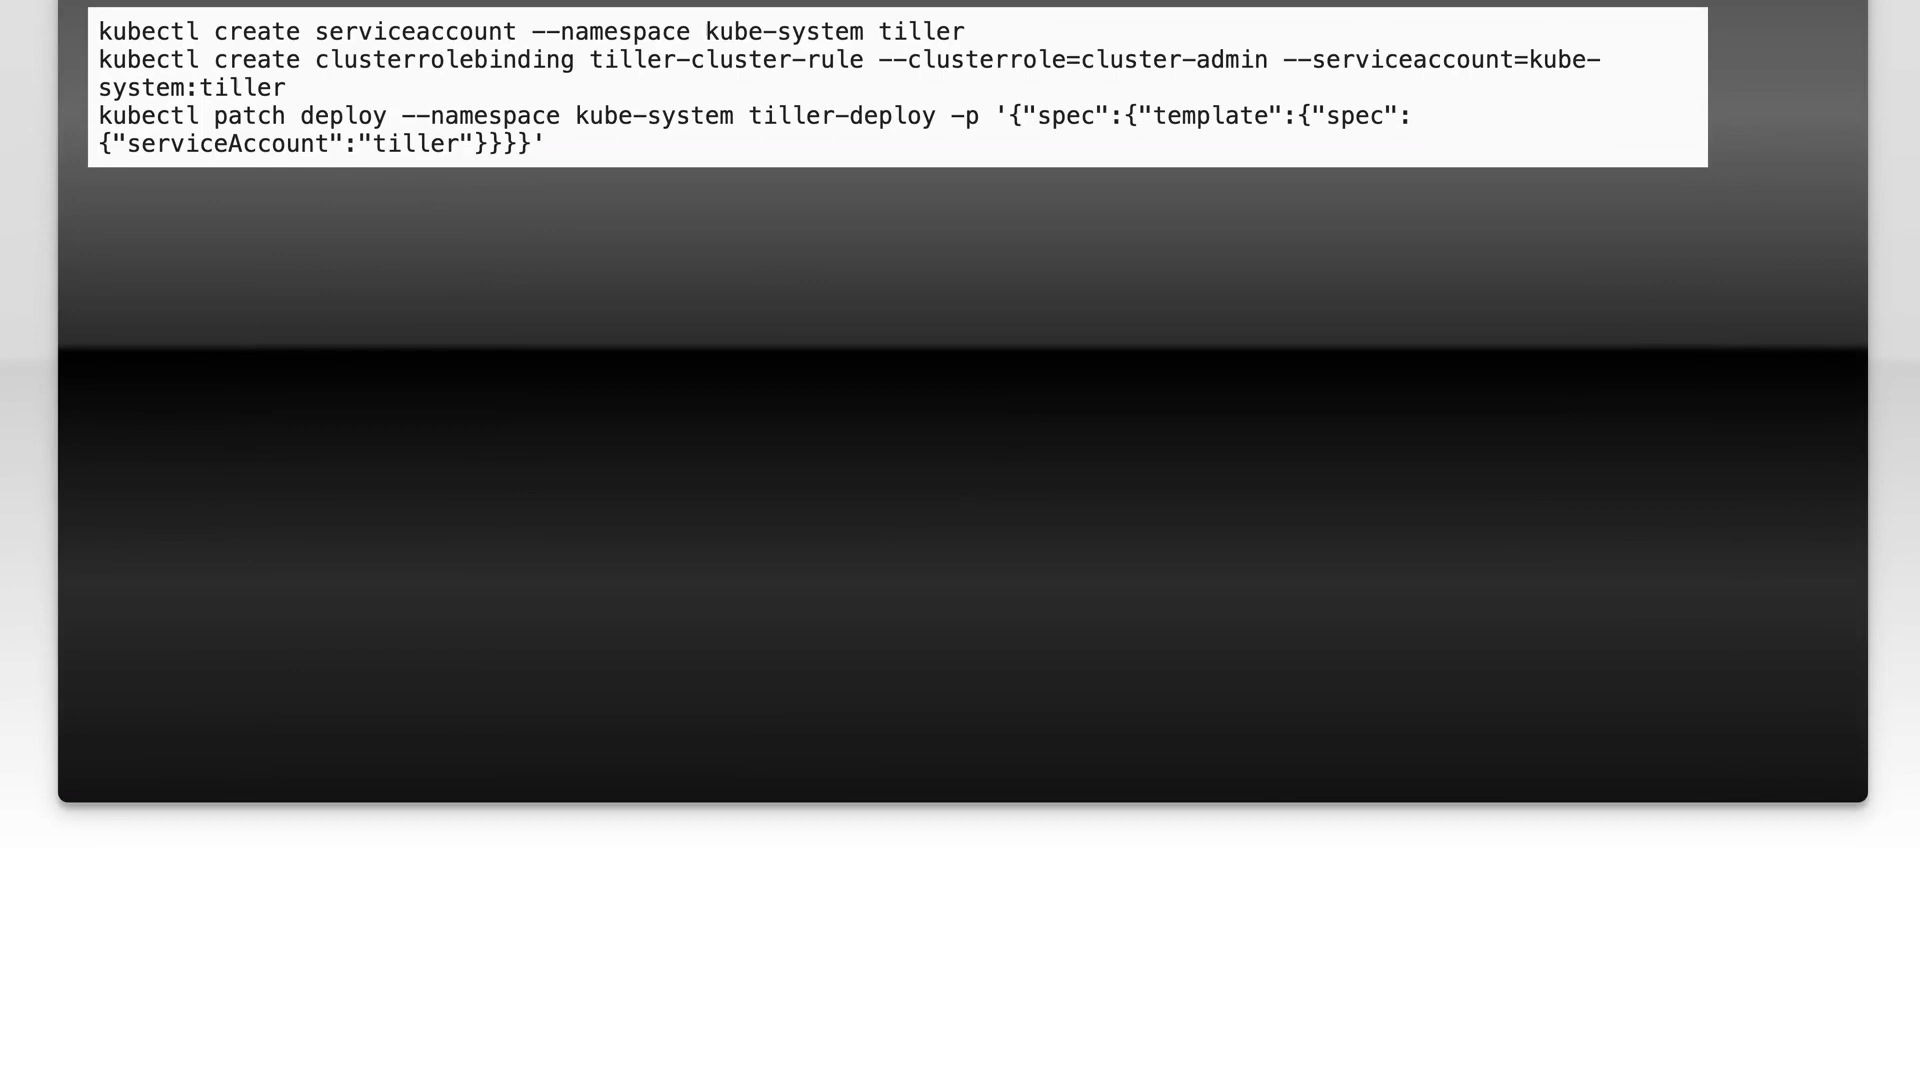 kubectl create serviceaccount --namespace kube-system tiller
kubectl create clusterrolebinding tiller-cluster-rule --clusterrole=cluster-admin --serviceaccount=kube-
system:tiller
kubectl patch deploy --namespace kube-system tiller-deploy -p '{"spec":{"template":{"spec":
{"serviceAccount":"tiller"}}}}'